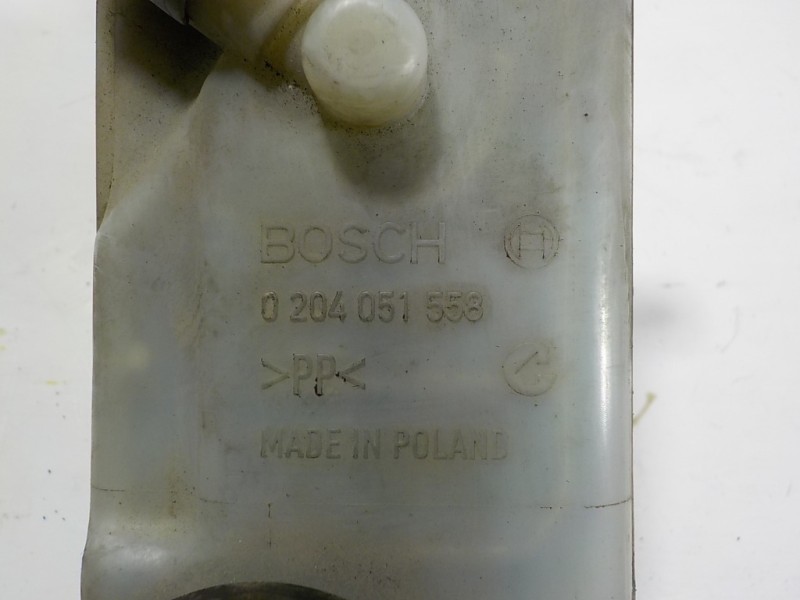 BOSCH
0 204 051 558
>PP<
MADE IN POLAND